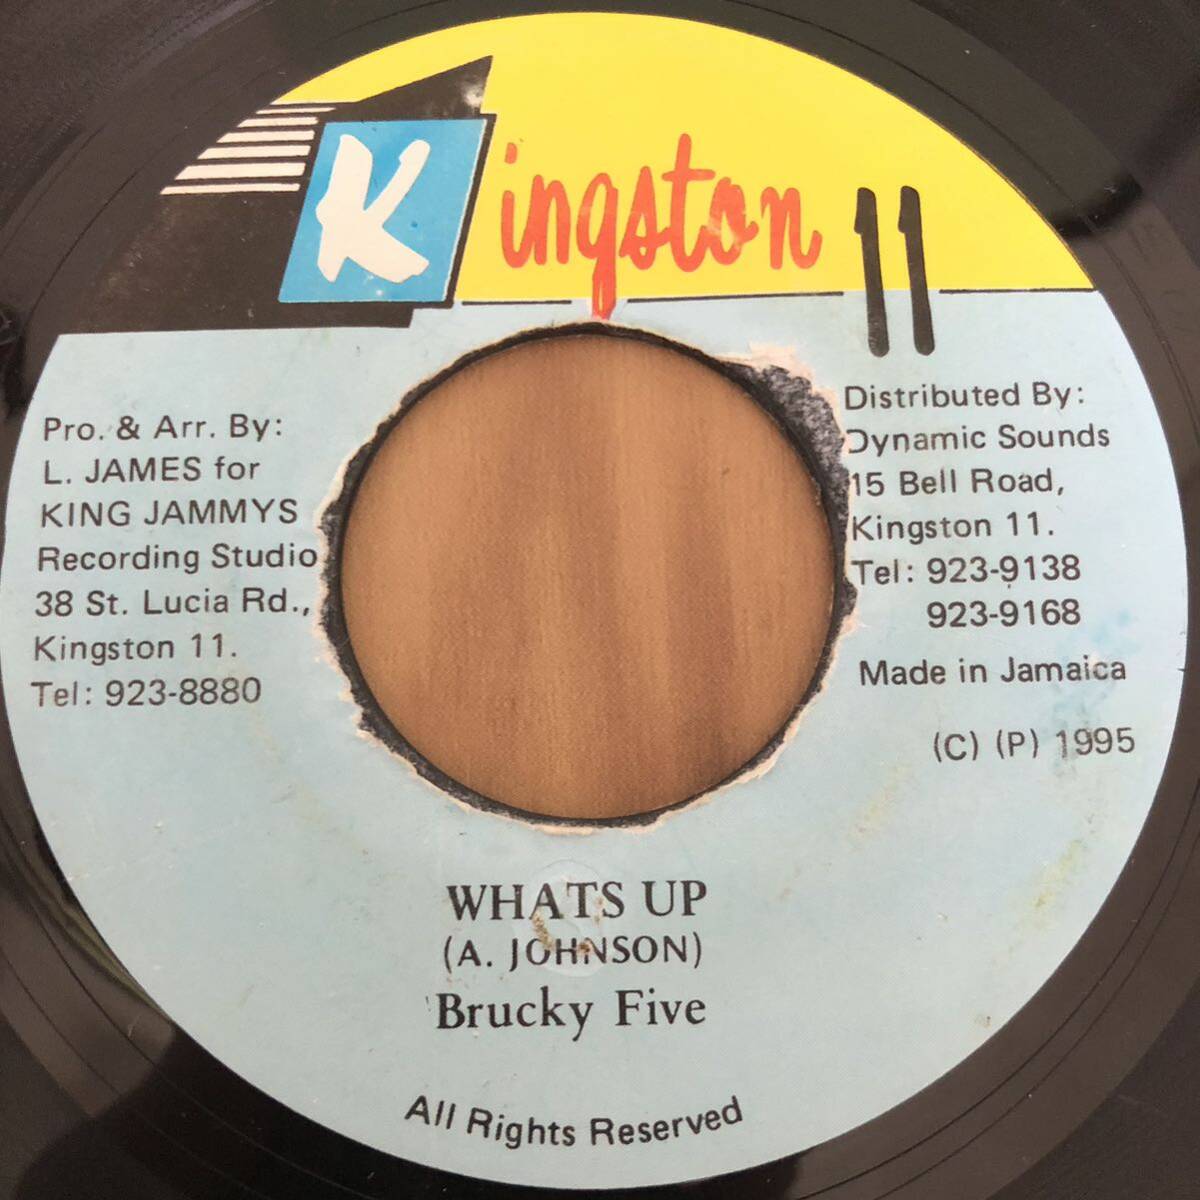 Kingston 11
Pro. & Arr. By:
L. JAMES for
KING JAMMYS
Recording Studio
38 St. Lucia Rd.,
Kingston 11.
Tel: 923-8880
Distributed By:
Dynamic Sounds
15 Bell Road,
Kingston 11.
Tel: 923-9138
923-9168
Made in Jamaica
(C) (P) 1995
WHATS UP
(A. JOHNSON)
Brucky Five
All Rights Reserved